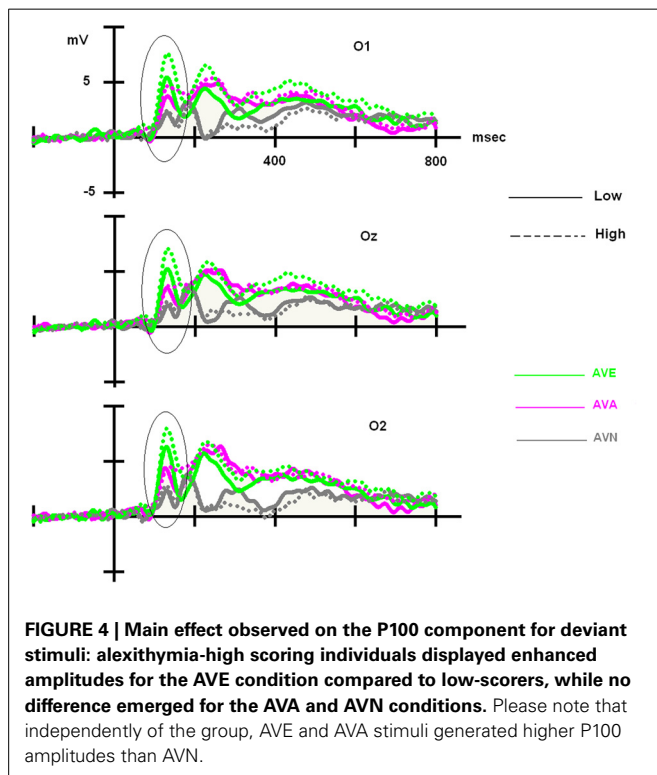 mV
O1
5
msec
400
800
-5
Low
High
Oz
AVE
AVA
AVN
O2
FIGURE 4 | Main effect observed on the P100 component for deviant
stimuli: alexithymia-high scoring individuals displayed enhanced
amplitudes for the AVE condition compared to low-scorers, while no
difference emerged for the AVA and AVN conditions. Please note that
independently of the group, AVE and AVA stimuli generated higher P100
amplitudes than AVN.